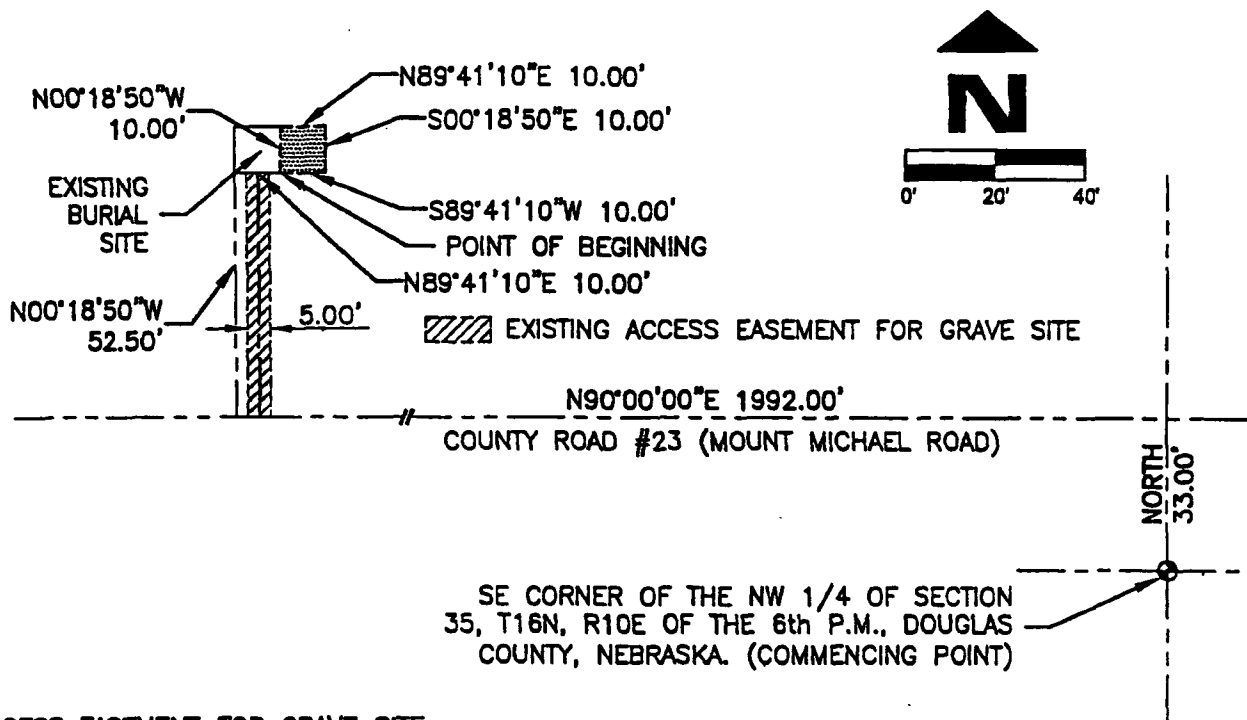 N89°41'10"E 10.00'
N00°18'50"W
10.00'
S00°18'50"E 10.00'
N
0' 20' 40'
EXISTING
BURIAL
SITE
S89°41'10"W 10.00'
POINT OF BEGINNING
N89°41'10"E 10.00'
N00°18'50"W
52.50'
5.00'
EXISTING ACCESS EASEMENT FOR GRAVE SITE
N90°00'00"E 1992.00'
COUNTY ROAD #23 (MOUNT MICHAEL ROAD)
NORTH
33.00'
SE CORNER OF THE NW 1/4 OF SECTION
35, T16N, R10E OF THE 6th P.M., DOUGLAS
COUNTY, NEBRASKA. (COMMENCING POINT)
EASEMENT FOR GRAVE SITE